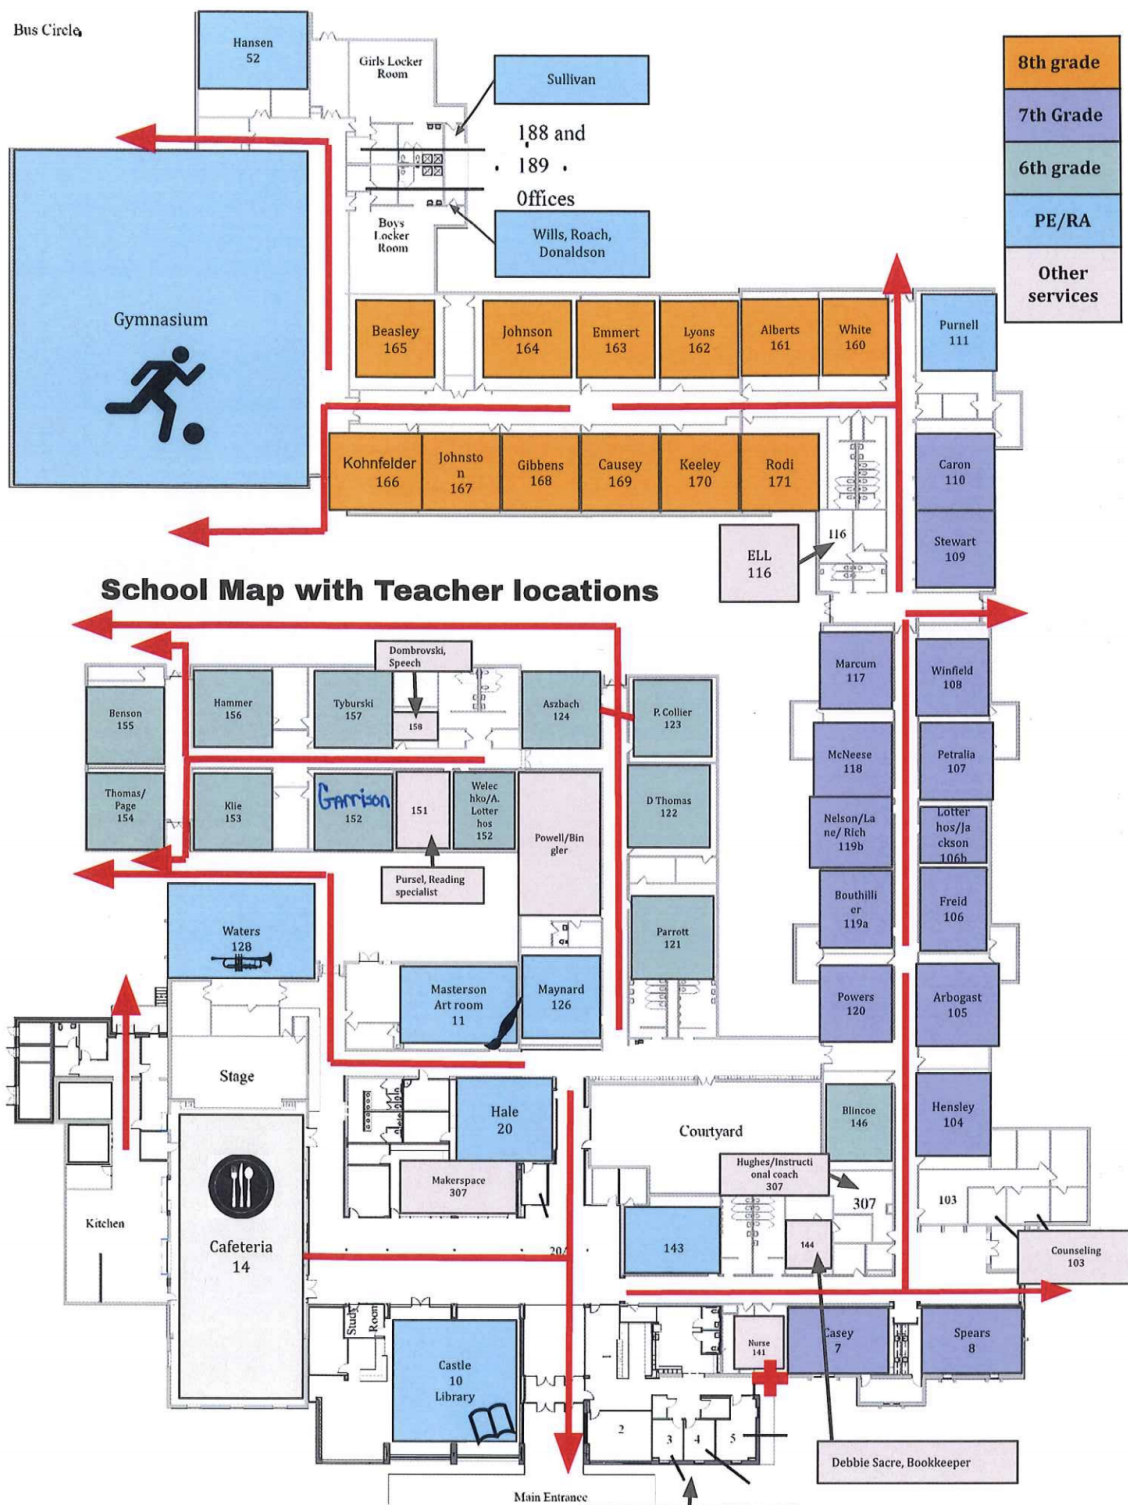 Bus Circle
Hansen
52
Girls Locker
Room
Sullivan
188 and
189
Offices
Boys
Locker
Room
Wills, Roach,
Donaldson
8th grade
7th Grade
6th grade
PE/RA
Other
services
Gymnasium
Beasley
165
Johnson
164
Emmert
163
Lyons
162
Alberts
161
White
160
Purnell
111
Kohnfelder
166
Johnsto
n
167
Gibbens
168
Causey
169
Keeley
170
Rodi
171
Caron
110
Stewart
109
ELL
116
116
School Map with Teacher locations
Dombrovski,
Speech
Benson
155
Hammer
156
Tyburski
157
158
Aszbach
124
P. Collier
123
Marcum
117
Winfield
108
Thomas/
Page
154
Klie
153
Garrison
152
151
Welec
hko/A.
Lotter
hos
152
Powell/Bin
gler
D Thomas
122
McNeese
118
Petralia
107
Nelson/La
ne/ Rich
119b
Lotter
hos/Ja
ckson
106b
Pursel, Reading
specialist
Bouthilli
er
119a
Freid
106
Waters
128
Parrott
121
Masterson
Art room
11
Maynard
126
Powers
120
Arbogast
105
Stage
Hale
20
Courtyard
Blincoe
146
Hensley
104
Makerspace
307
Hughes/Instructi
onal coach
307
307
103
Kitchen
Cafeteria
14
143
144
Counseling
103
Study
Room
Castle
10
Library
1
Nurse
141
Casey
7
Spears
8
2
3
4
5
Debbie Sacre, Bookkeeper
Main Entrance